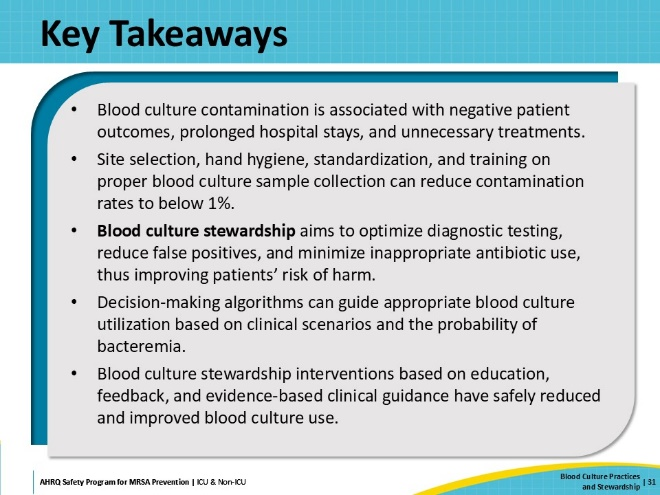 Key Takeaways
• Blood culture contamination is associated with negative patient
outcomes, prolonged hospital stays, and unnecessary treatments.
• Site selection, hand hygiene, standardization, and training on
proper blood culture sample collection can reduce contamination
rates to below 1%.
• Blood culture stewardship aims to optimize diagnostic testing,
reduce false positives, and minimize inappropriate antibiotic use,
thus improving patients’ risk of harm.
• Decision-making algorithms can guide appropriate blood culture
utilization based on clinical scenarios and the probability of
bacteremia.
• Blood culture stewardship interventions based on education,
feedback, and evidence-based clinical guidance have safely reduced
and improved blood culture use.
AHRQ Safety Program for MRSA Prevention | ICU & Non-ICU
Blood Culture Practices
and Stewardship | 31